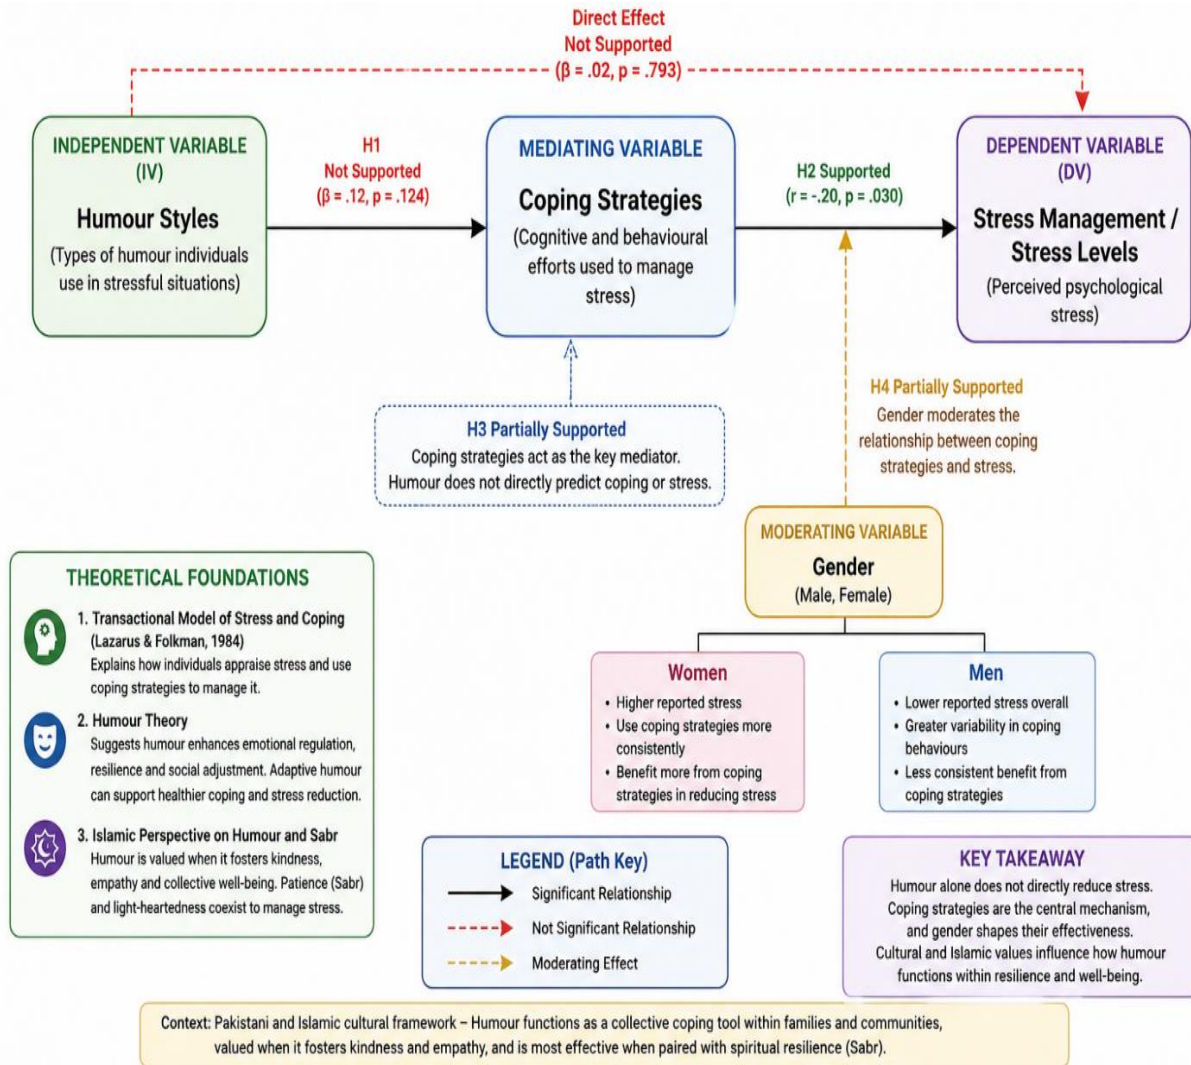 Direct Effect
Not Supported
(β = .02, p = .793)
INDEPENDENT VARIABLE
(IV)
Humour Styles
(Types of humour individuals
use in stressful situations)
H1
Not Supported
(β = .12, p = .124)
MEDIATING VARIABLE
Coping Strategies
(Cognitive and behavioural
efforts used to manage
stress)
H2 Supported
(r = -.20, p = .030)
DEPENDENT VARIABLE
(DV)
Stress Management /
Stress Levels
(Perceived psychological
stress)
H3 Partially Supported
Coping strategies act as the key mediator.
Humour does not directly predict coping or stress.
H4 Partially Supported
Gender moderates the
relationship between coping
strategies and stress.
MODERATING VARIABLE
Gender
(Male, Female)
Women
• Higher reported stress
• Use coping strategies more
consistently
• Benefit more from coping
strategies in reducing stress
Men
• Lower reported stress overall
• Greater variability in coping
behaviours
• Less consistent benefit from
coping strategies
THEORETICAL FOUNDATIONS
1. Transactional Model of Stress and Coping
(Lazarus & Folkman, 1984)
Explains how individuals appraise stress and use
coping strategies to manage it.
2. Humour Theory
Suggests humour enhances emotional regulation,
resilience and social adjustment. Adaptive humour
can support healthier coping and stress reduction.
3. Islamic Perspective on Humour and Sabr
Humour is valued when it fosters kindness,
empathy and collective well-being. Patience (Sabr)
and light-heartedness coexist to manage stress.
LEGEND (Path Key)
Significant Relationship
Not Significant Relationship
Moderating Effect
KEY TAKEAWAY
Humour alone does not directly reduce stress.
Coping strategies are the central mechanism,
and gender shapes their effectiveness.
Cultural and Islamic values influence how humour
functions within resilience and well-being.
Context: Pakistani and Islamic cultural framework – Humour functions as a collective coping tool within families and communities,
valued when it fosters kindness and empathy, and is most effective when paired with spiritual resilience (Sabr).